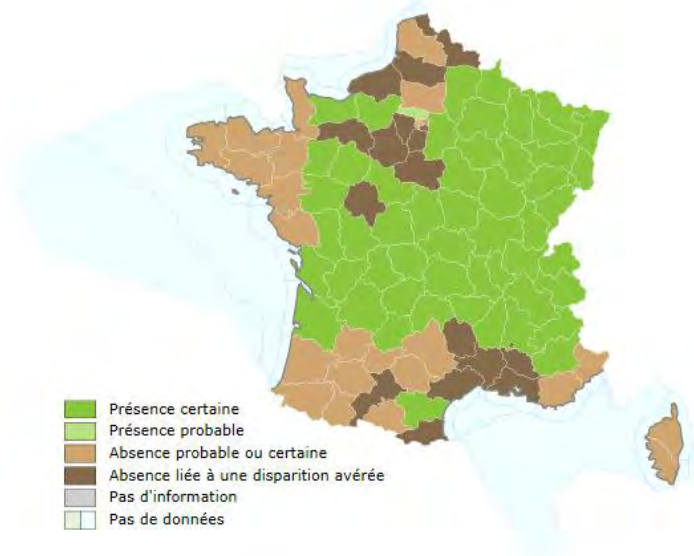 Présence certaine
Présence probable
Absence probable ou certaine
Absence liée à une disparition avérée
Pas d'information
Pas de données